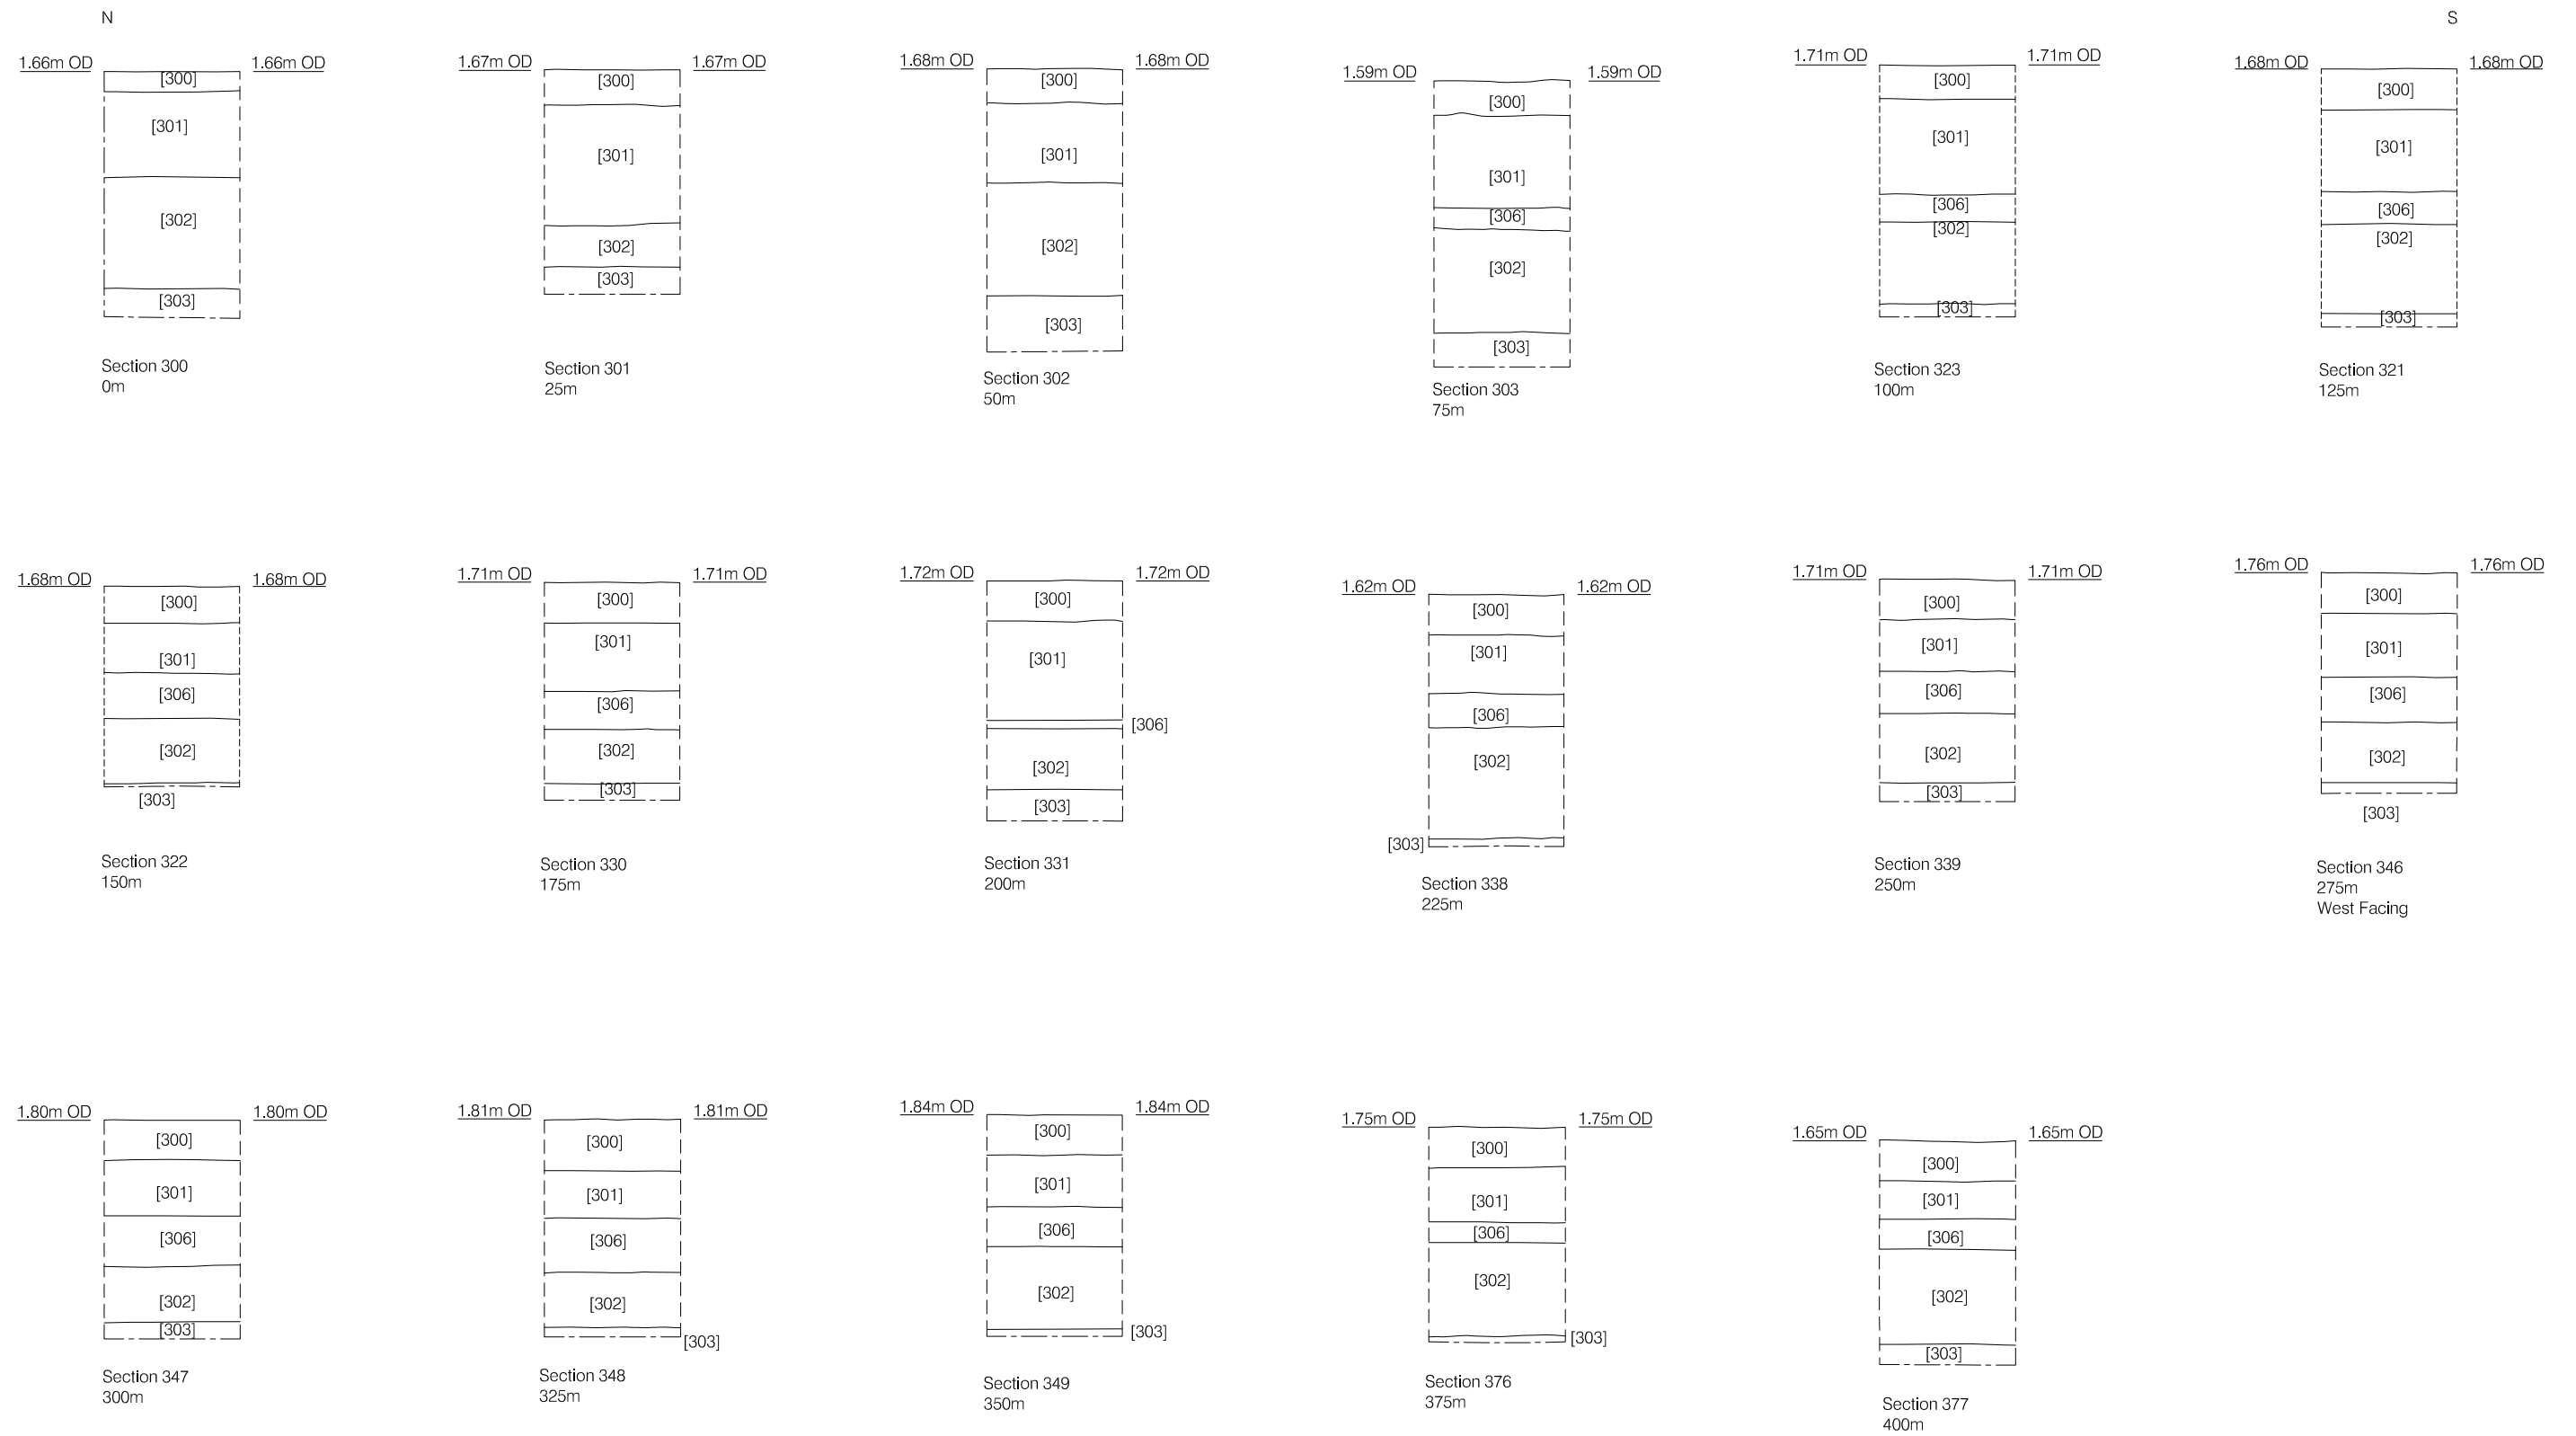 N
S
1.66m OD
1.66m OD
[300]
[301]
[302]
[303]
Section 300
0m
1.67m OD
1.67m OD
[300]
[301]
[302]
[303]
Section 301
25m
1.68m OD
1.68m OD
[300]
[301]
[302]
[303]
Section 302
50m
1.59m OD
1.59m OD
[300]
[301]
[306]
[302]
[303]
Section 303
75m
1.71m OD
1.71m OD
[300]
[301]
[306]
[302]
[303]
Section 323
100m
1.68m OD
1.68m OD
[300]
[301]
[306]
[302]
[303]
Section 321
125m
1.68m OD
1.68m OD
[300]
[301]
[306]
[302]
[303]
Section 322
150m
1.71m OD
1.71m OD
[300]
[301]
[306]
[302]
[303]
Section 330
175m
1.72m OD
1.72m OD
[300]
[301]
[306]
[302]
[303]
Section 331
200m
1.62m OD
1.62m OD
[300]
[301]
[306]
[302]
[303]
Section 338
225m
1.71m OD
1.71m OD
[300]
[301]
[306]
[302]
[303]
Section 339
250m
1.76m OD
1.76m OD
[300]
[301]
[306]
[302]
[303]
Section 346
275m
West Facing
1.80m OD
1.80m OD
[300]
[301]
[306]
[302]
[303]
Section 347
300m
1.81m OD
1.81m OD
[300]
[301]
[306]
[302]
[303]
Section 348
325m
1.84m OD
1.84m OD
[300]
[301]
[306]
[302]
[303]
Section 349
350m
1.75m OD
1.75m OD
[300]
[301]
[306]
[302]
[303]
Section 376
375m
1.65m OD
1.65m OD
[300]
[301]
[306]
[302]
[303]
Section 377
400m